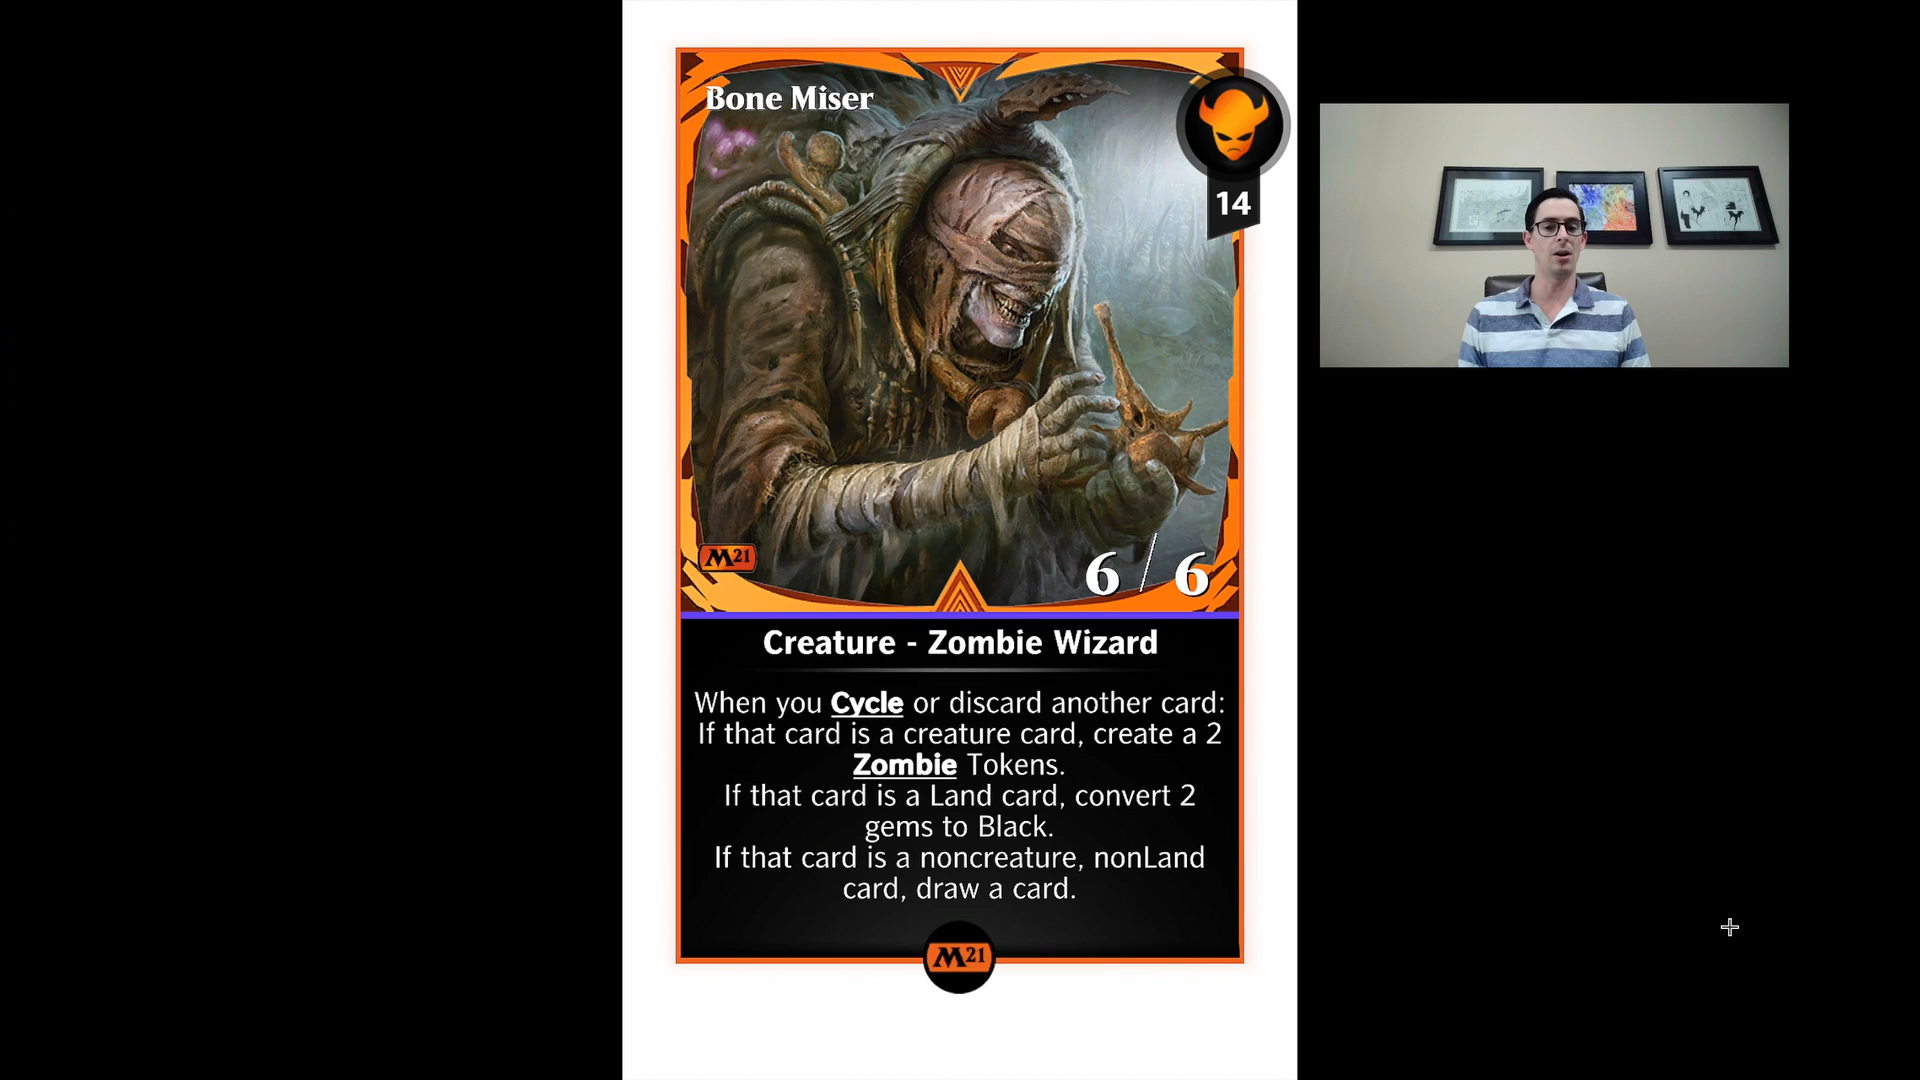 Bone Miser
14
M21
6 / 6
Creature - Zombie Wizard
When you Cycle or discard another card:
If that card is a creature card, create a 2
Zombie Tokens.
If that card is a Land card, convert 2
gems to Black.
If that card is a noncreature, nonLand
card, draw a card.
M21